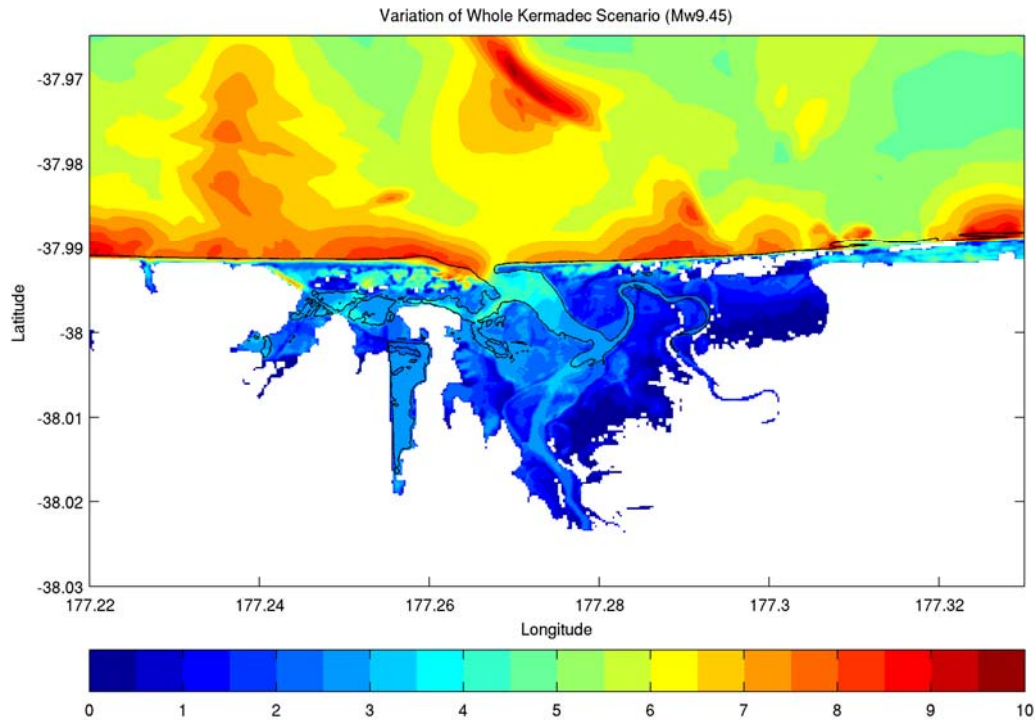 Variation of Whole Kermadec Scenario (Mw9.45)
-37.97
-37.98
-37.99
-38
-38.01
-38.02
-38.03
Latitude
177.22 177.24 177.26 177.28 177.3 177.32
Longitude
0 1 2 3 4 5 6 7 8 9 10